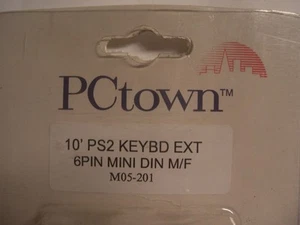 PCtown™
10' PS2 KEYBD EXT
6PIN MINI DIN M/F
M05-201